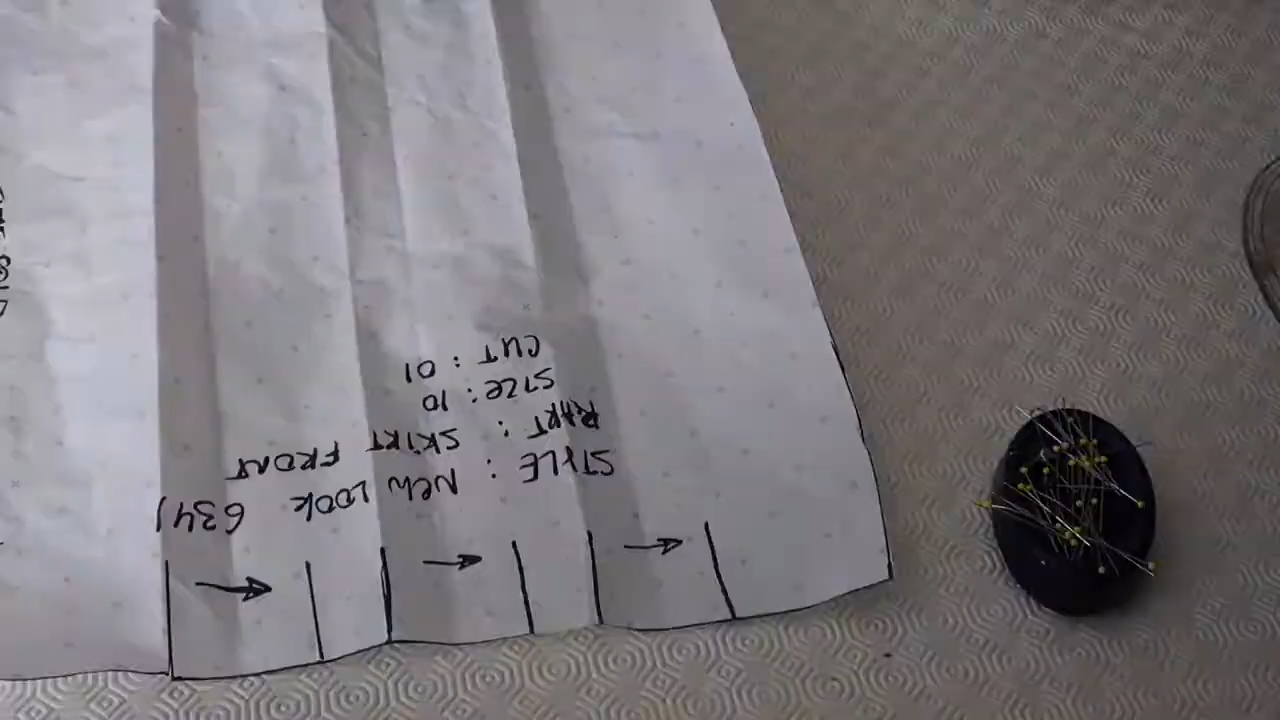 STYLE : NEW LOOK 6341
PART : SKIRT FRONT
SIZE : 10
CUT : 01